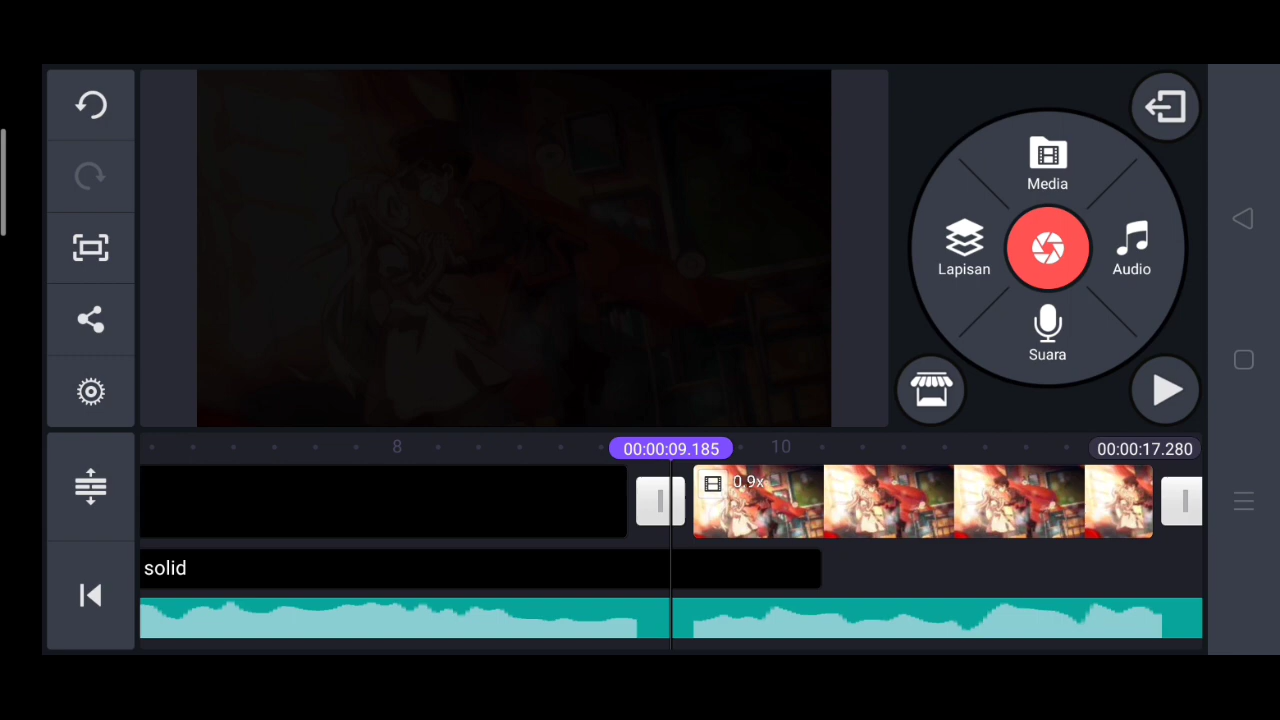 Media
Lapisan
Audio
Suara
8
00:00:09.185
10
00:00:17.280
0.9x
solid